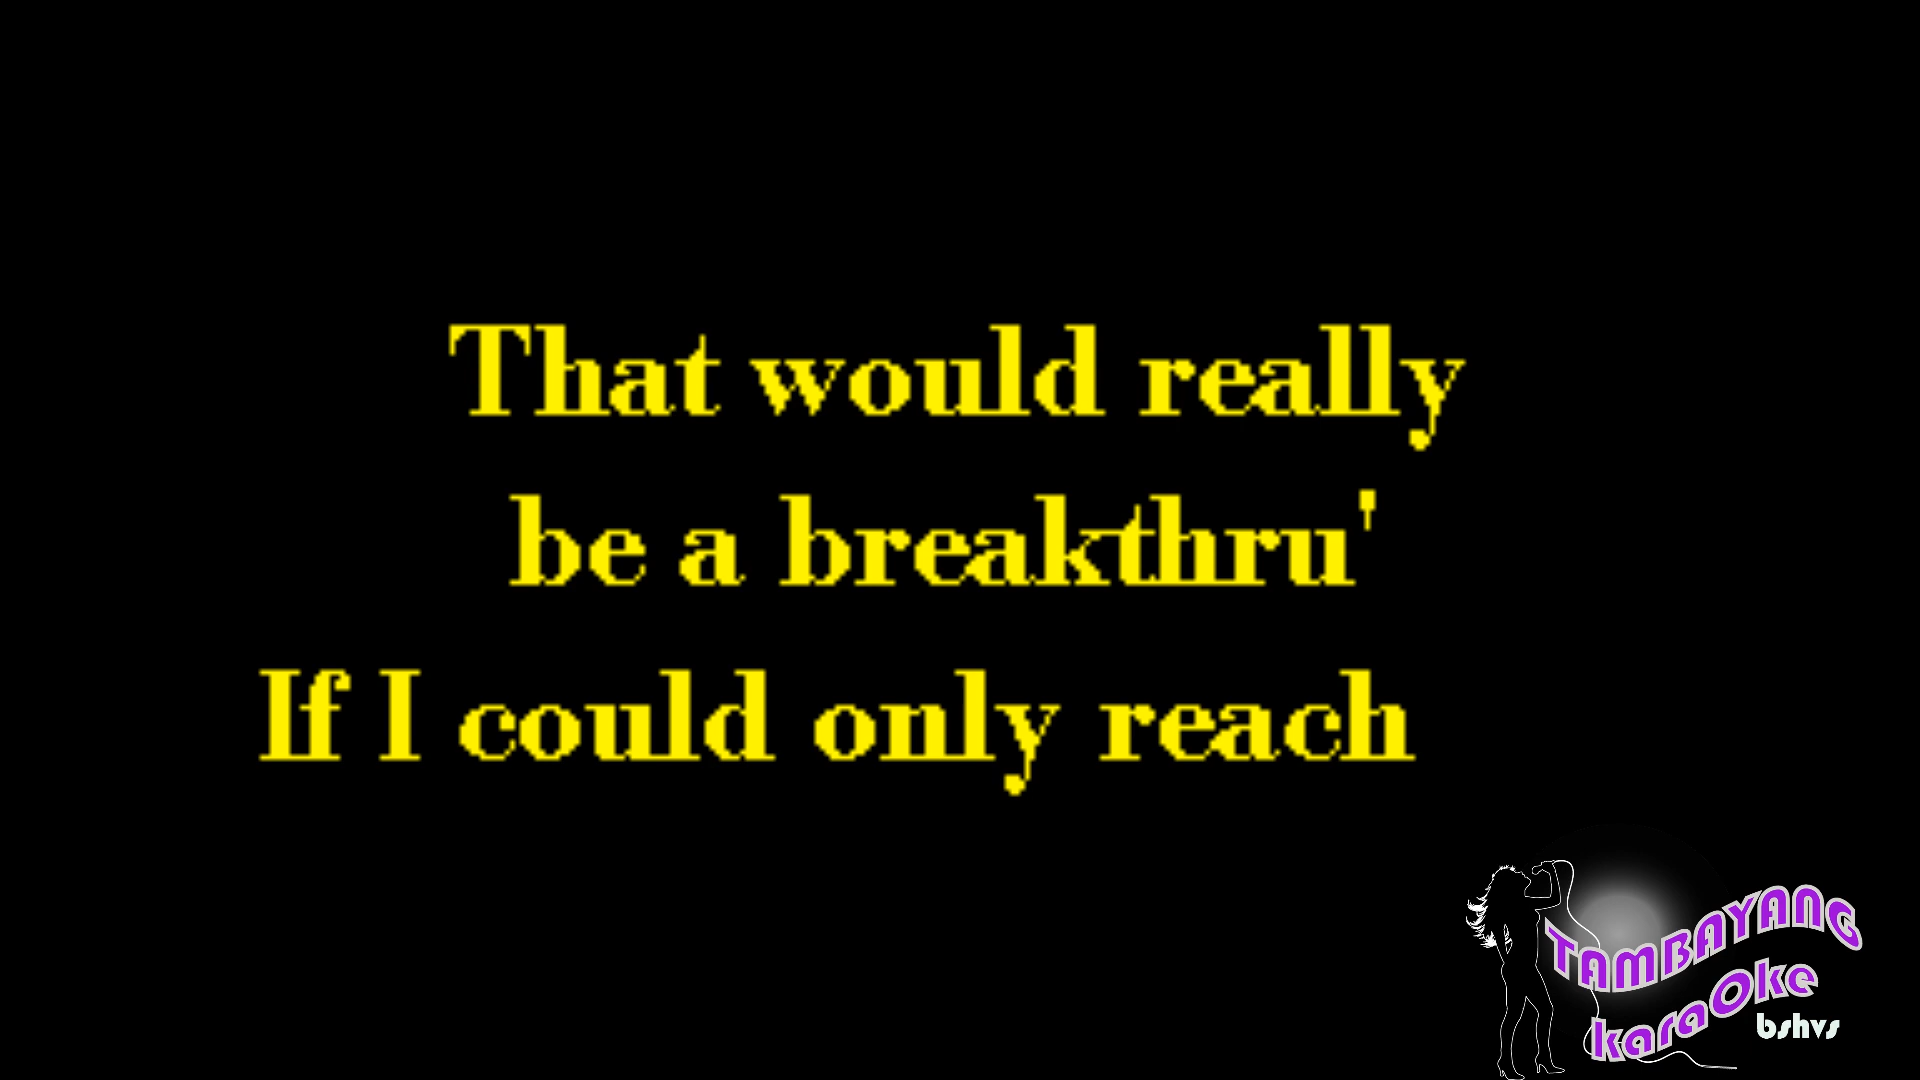 That would really
be a breakthru'
If I could only reach
TAMBAYANG
karaOke
bshvs